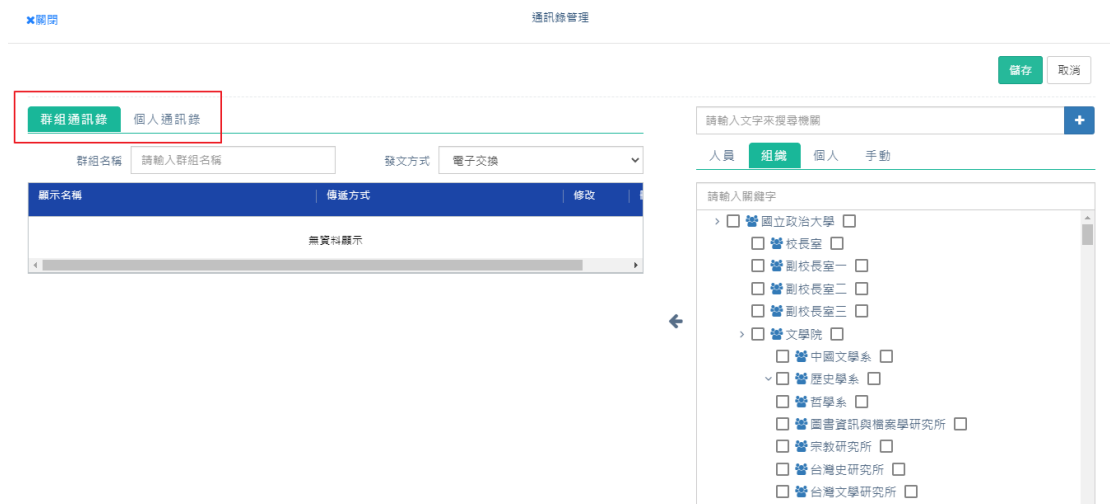 ✖關閉
通訊錄管理
儲存 取消
群組通訊錄 個人通訊錄
群組名稱 請輸入群組名稱 發文方式 電子交換
顯示名稱 傳遞方式 修改
無資料顯示
請輸入文字來搜尋機關 +
人員 組織 個人 手動
請輸入關鍵字
國立政治大學
校長室
副校長室一
副校長室二
副校長室三
文學院
中國文學系
歷史學系
哲學系
圖書資訊與檔案學研究所
宗教研究所
台灣史研究所
台灣文學研究所